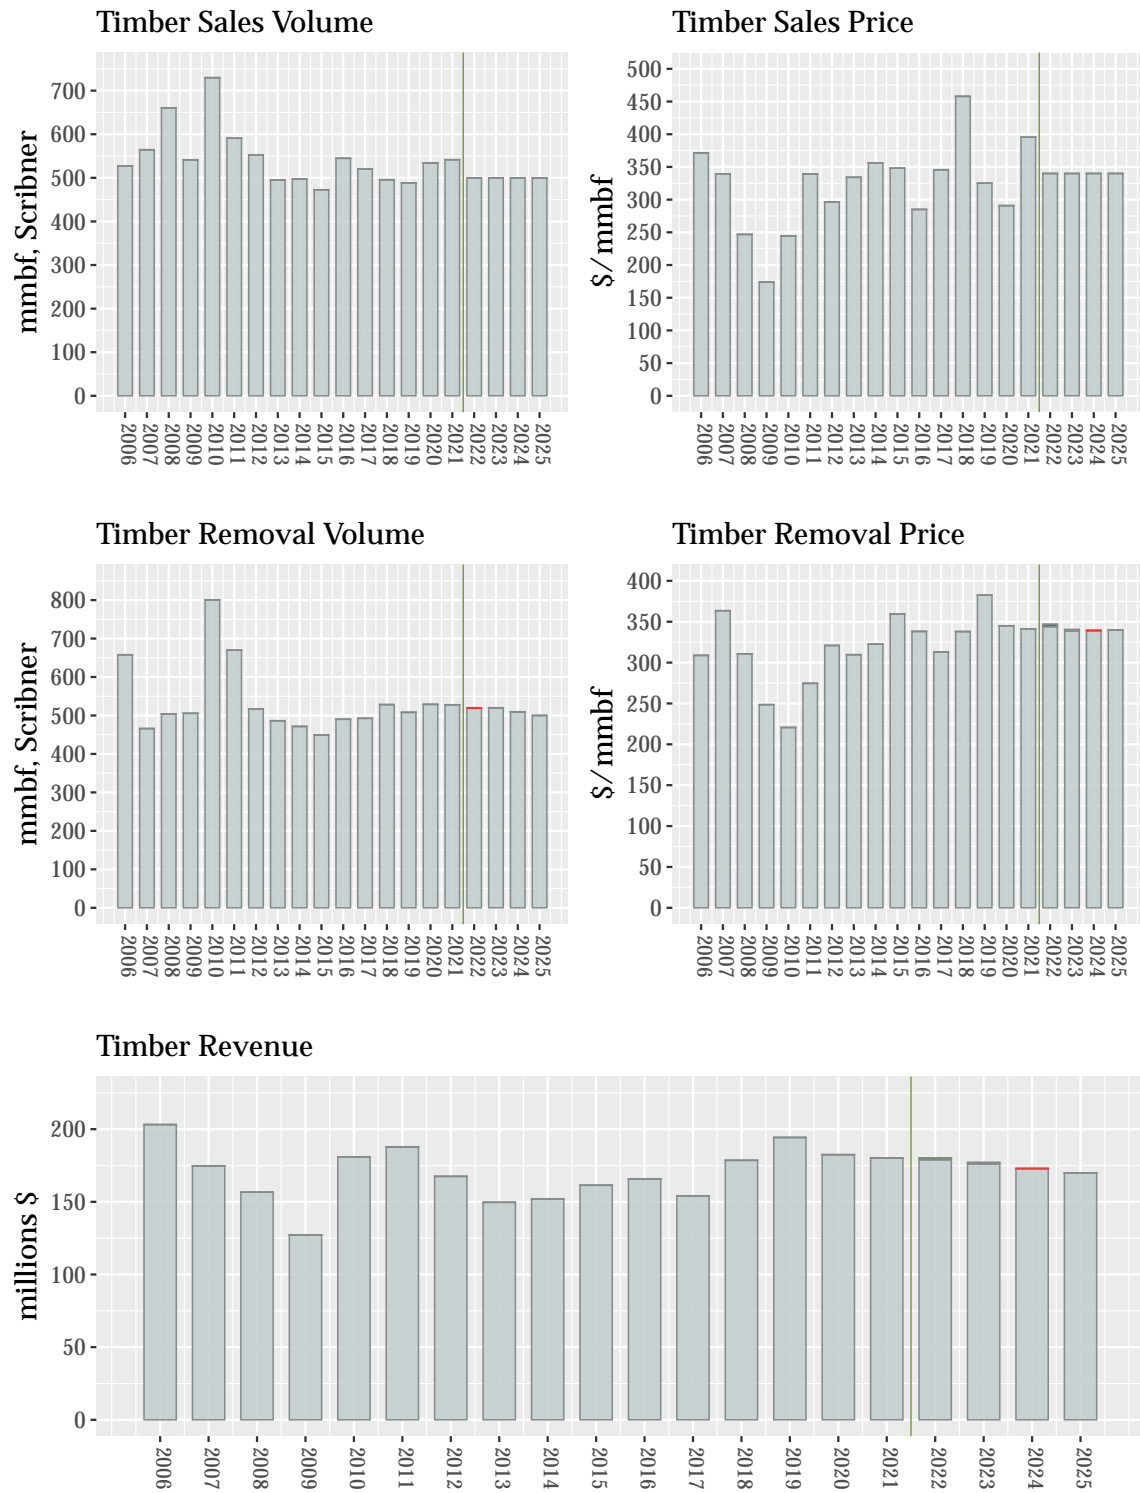 Timber Sales Volume
mmbf, Scribner
700
600
500
400
300
200
100
0
2006 2007 2008 2009 2010 2011 2012 2013 2014 2015 2016 2017 2018 2019 2020 2021 2022 2023 2024 2025
Timber Sales Price
$/mmbf
500
450
400
350
300
250
200
150
100
50
0
2006 2007 2008 2009 2010 2011 2012 2013 2014 2015 2016 2017 2018 2019 2020 2021 2022 2023 2024 2025
Timber Removal Volume
mmbf, Scribner
800
700
600
500
400
300
200
100
0
2006 2007 2008 2009 2010 2011 2012 2013 2014 2015 2016 2017 2018 2019 2020 2021 2022 2023 2024 2025
Timber Removal Price
$/mmbf
400
350
300
250
200
150
100
50
0
2006 2007 2008 2009 2010 2011 2012 2013 2014 2015 2016 2017 2018 2019 2020 2021 2022 2023 2024 2025
Timber Revenue
millions $
200
150
100
50
0
2006 2007 2008 2009 2010 2011 2012 2013 2014 2015 2016 2017 2018 2019 2020 2021 2022 2023 2024 2025